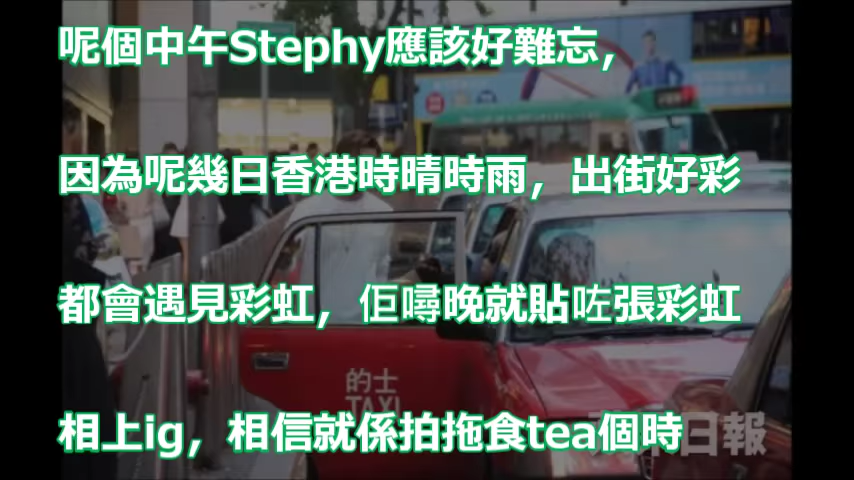 呢個中午Stephy應該好難忘，
因為呢幾日香港時晴時雨，出街好彩
都會遇見彩虹，佢噚晚就貼咗張彩虹
的士
TAXI
相上ig，相信就係拍拖食tea個時
日報